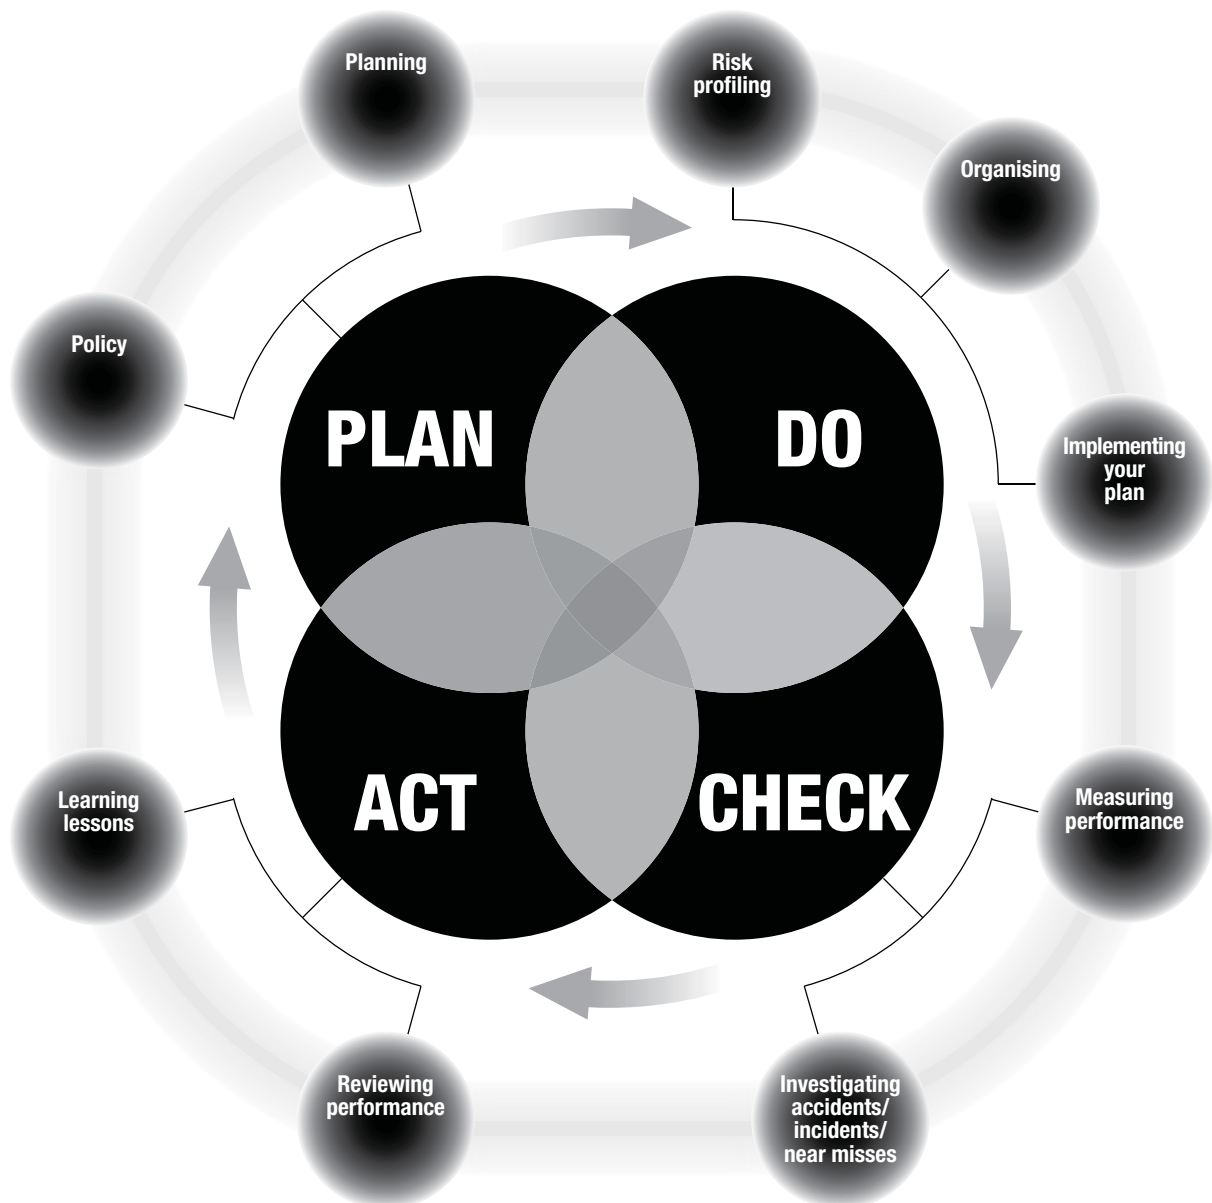 Planning
Risk
profiling
Organising
Policy
PLAN
DO
Implementing
your
plan
Learning
lessons
ACT
CHECK
Measuring
performance
Reviewing
performance
Investigating
accidents/
incidents/
near misses